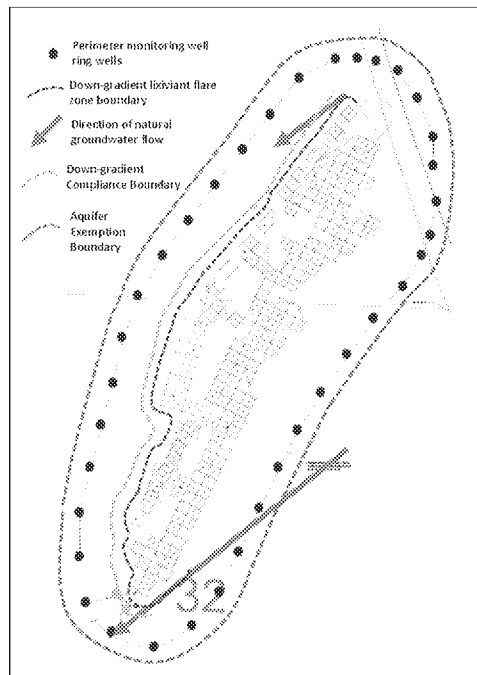 Perimeter monitoring well
ring wells
Down-gradient lixiviant flare
zone boundary
Direction of natural
groundwater flow
Down-gradient
Compliance Boundary
Aquifer
Exemption
Boundary
32